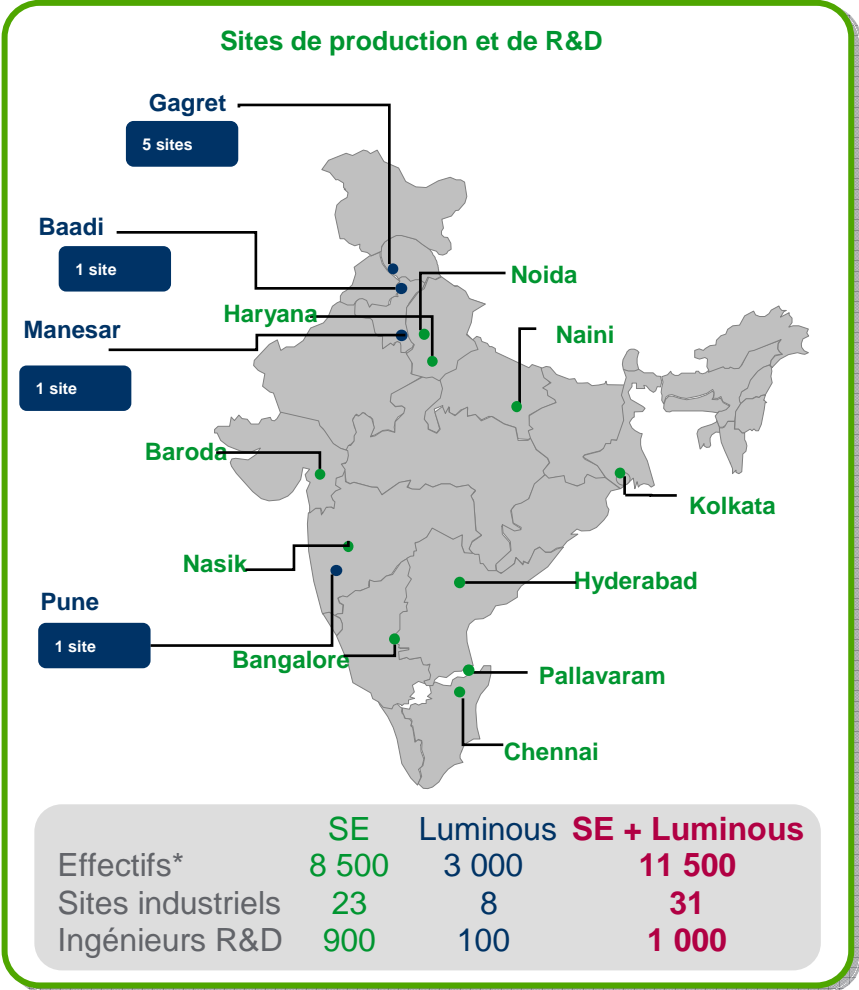 Sites de production et de R&D
Gagret
5 sites
Baadi
1 site
Noida
Haryana
Manesar
Naini
1 site
Baroda
Kolkata
Nasik
Hyderabad
Pune
1 site
Bangalore
Pallavaram
Chennai
SE Luminous SE + Luminous
Effectifs* 8 500 3 000 11 500
Sites industriels 23 8 31
Ingénieurs R&D 900 100 1 000